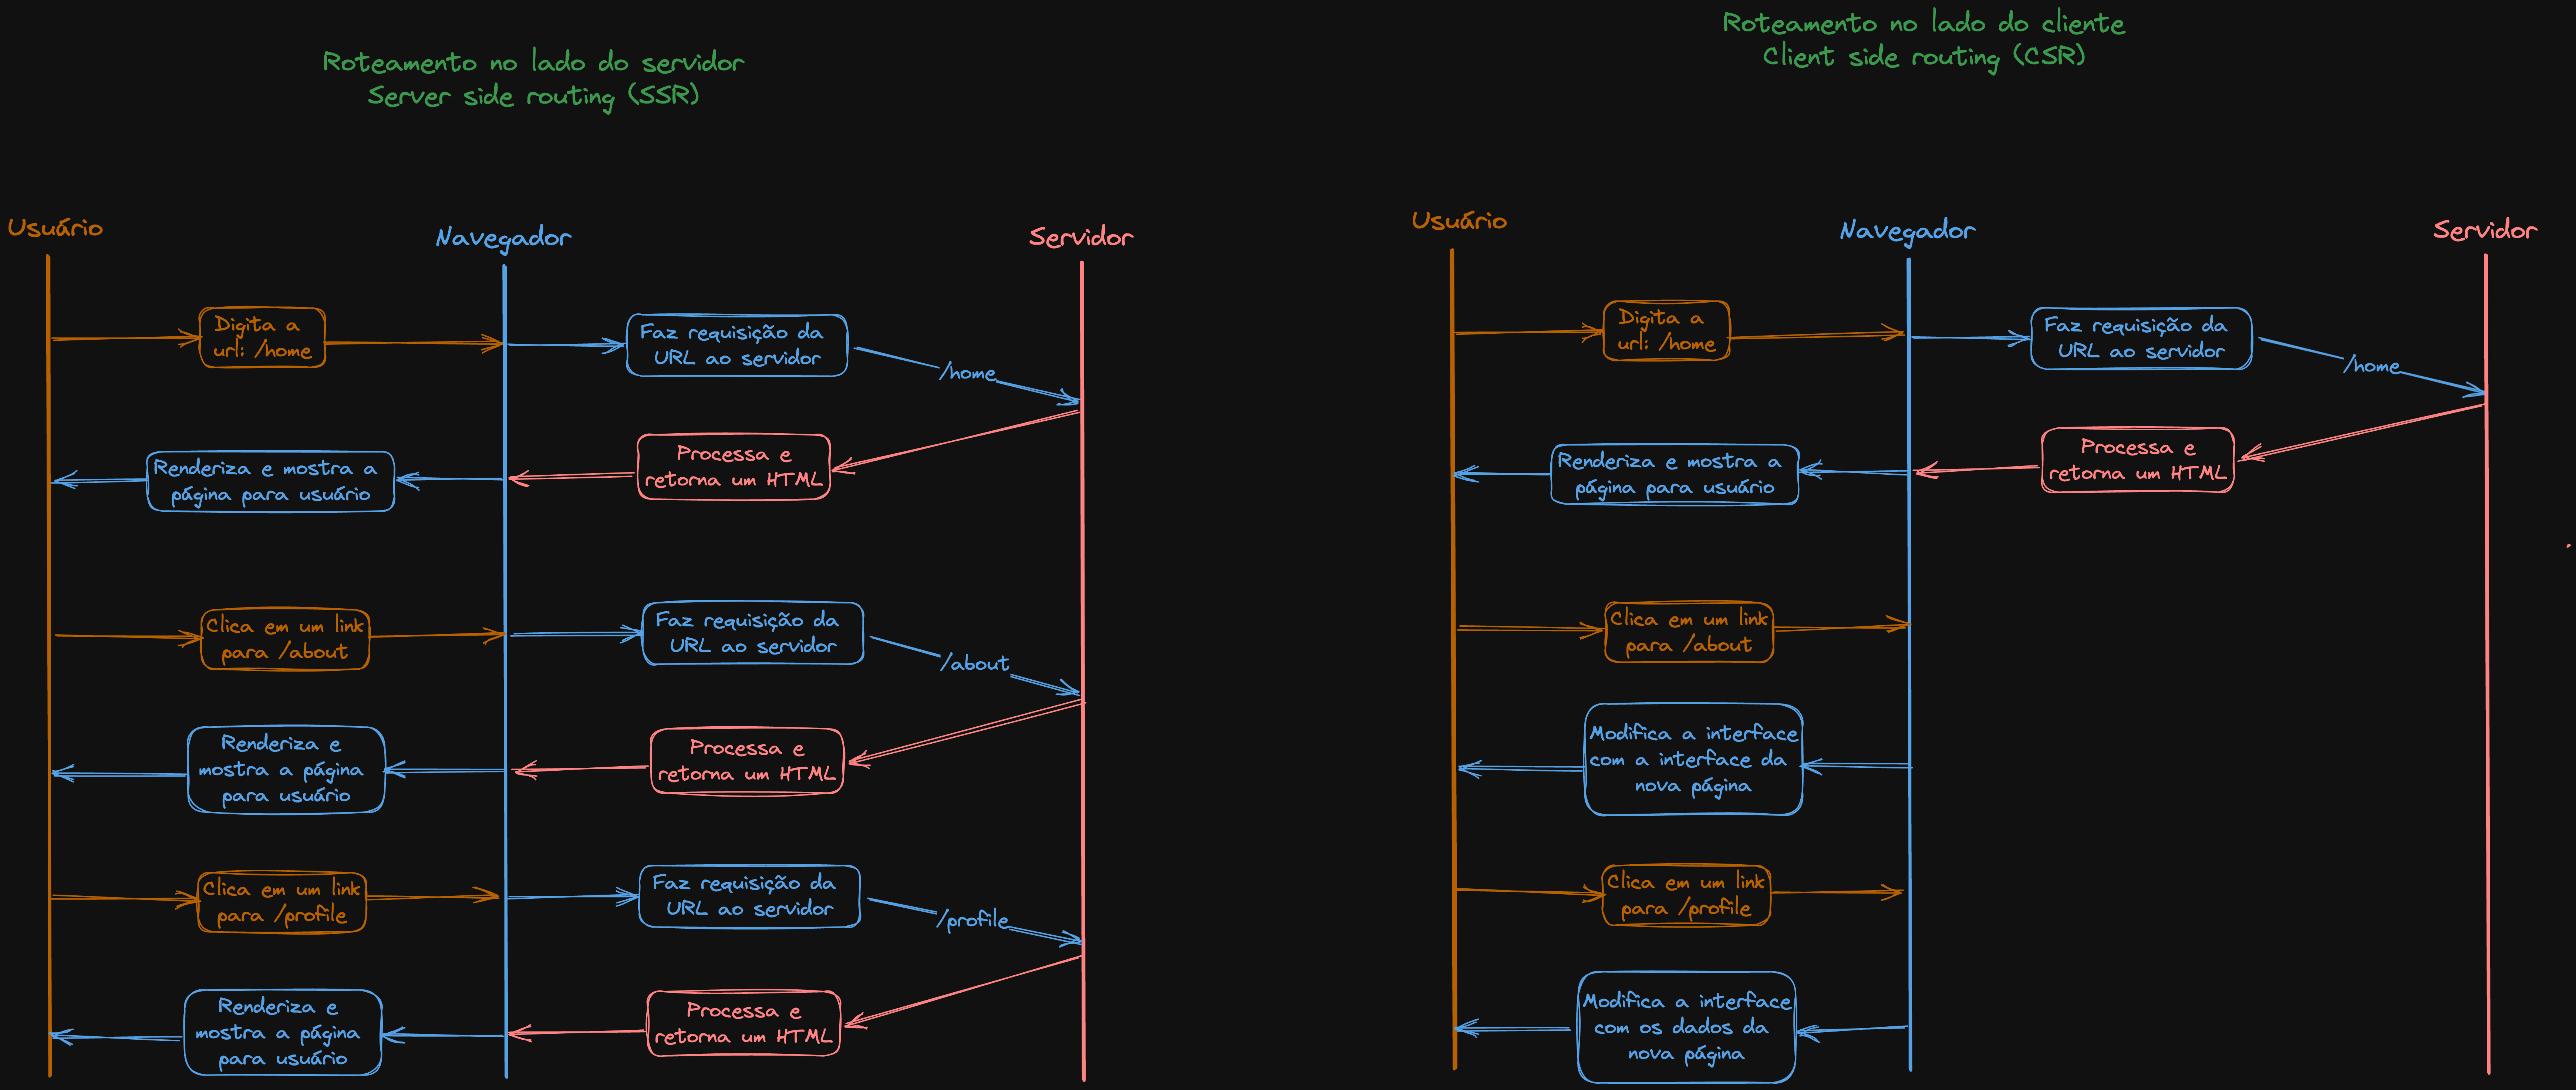 Roteamento no lado do servidor
Server side routing (SSR)
Usuário
Navegador
Servidor
Digita a
url: /home
Faz requisição da
URL ao servidor
/home
Processa e
retorna um HTML
Renderiza e mostra a
página para usuário
Clica em um link
para /about
Faz requisição da
URL ao servidor
/about
Processa e
retorna um HTML
Renderiza e
mostra a página
para usuário
Clica em um link
para /profile
Faz requisição da
URL ao servidor
/profile
Processa e
retorna um HTML
Renderiza e
mostra a página
para usuário
Roteamento no lado do cliente
Client side routing (CSR)
Usuário
Navegador
Servidor
Digita a
url: /home
Faz requisição da
URL ao servidor
/home
Processa e
retorna um HTML
Renderiza e mostra a
página para usuário
Clica em um link
para /about
Modifica a interface
com a interface da
nova página
Clica em um link
para /profile
Modifica a interface
com os dados da
nova página